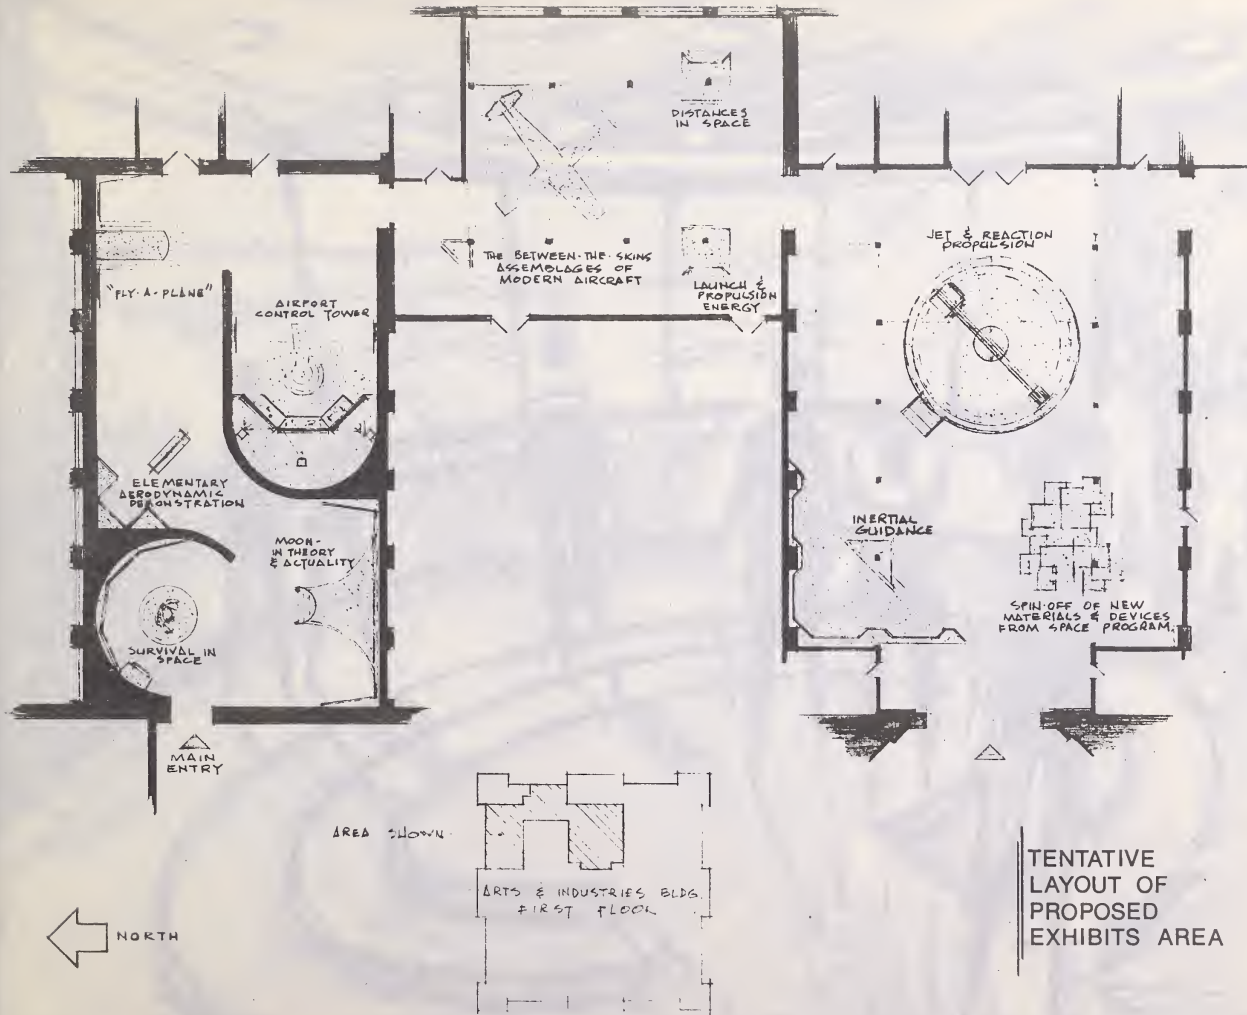 DISTANCES
IN SPACE
JET & REACTION
PROPULSION
THE BETWEEN-THE-SKINS
ASSEMBLAGES OF
MODERN AIRCRAFT
LAUNCH &
PROPULSION
ENERGY
"FLY-A-PLANE"
AIRPORT
CONTROL TOWER
ELEMENTARY
AERODYNAMIC
DEMONSTRATION
MOON-
IN THEORY
& ACTUALITY
INERTIAL
GUIDANCE
SPIN-OFF OF NEW
MATERIALS & DEVICES
FROM SPACE PROGRAM.
SURVIVAL IN
SPACE
MAIN
ENTRY
AREA SHOWN
ARTS & INDUSTRIES BLDG.
FIRST FLOOR
NORTH
TENTATIVE
LAYOUT OF
PROPOSED
EXHIBITS AREA